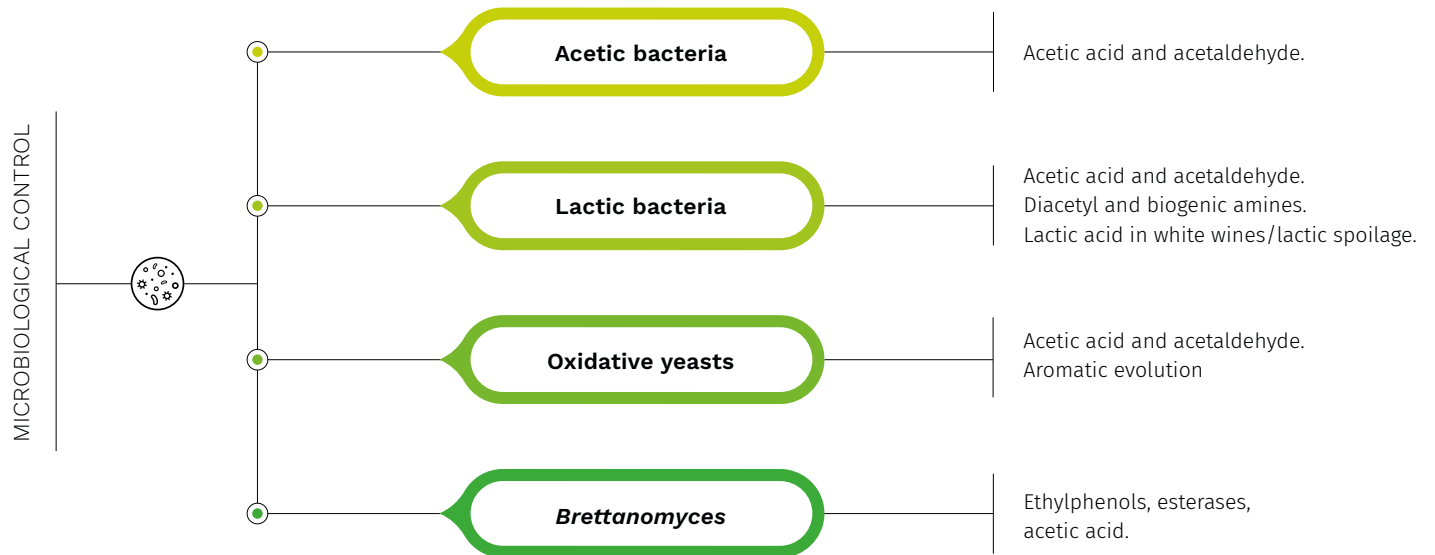 MICROBIOLOGICAL CONTROL
Acetic bacteria
Acetic acid and acetaldehyde.
Lactic bacteria
Acetic acid and acetaldehyde.
Diacetyl and biogenic amines.
Lactic acid in white wines/lactic spoilage.
Oxidative yeasts
Acetic acid and acetaldehyde.
Aromatic evolution
Brettanomyces
Ethylphenols, esterases,
acetic acid.